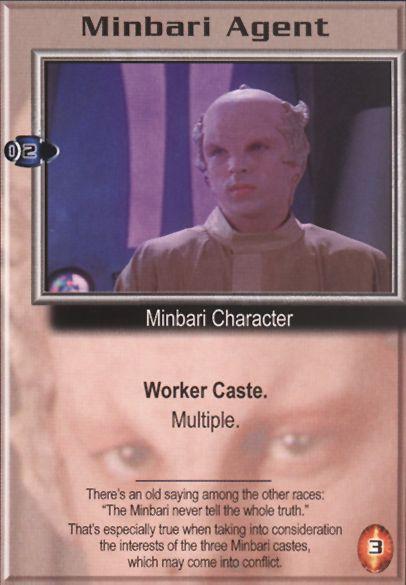 Minbari Agent
2
Minbari Character
Worker Caste.
Multiple.
There's an old saying among the other races:
"The Minbari never tell the whole truth."
That's especially true when taking into consideration
the interests of the three Minbari castes,
which may come into conflict.
3